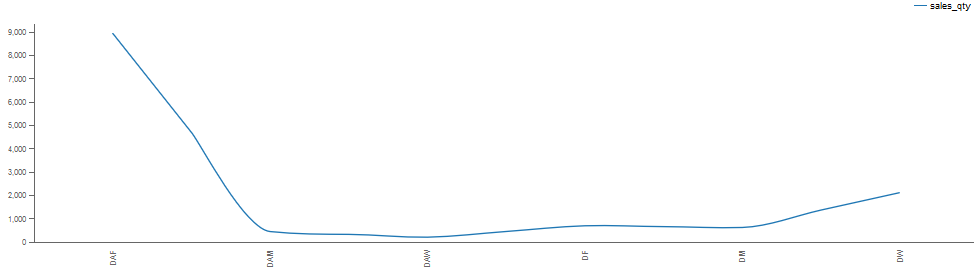 sales_qty
9,000
8,000
7,000
6,000
5,000
4,000
3,000
2,000
1,000
0
DAF
DAM
DAW
DF
DM
DW